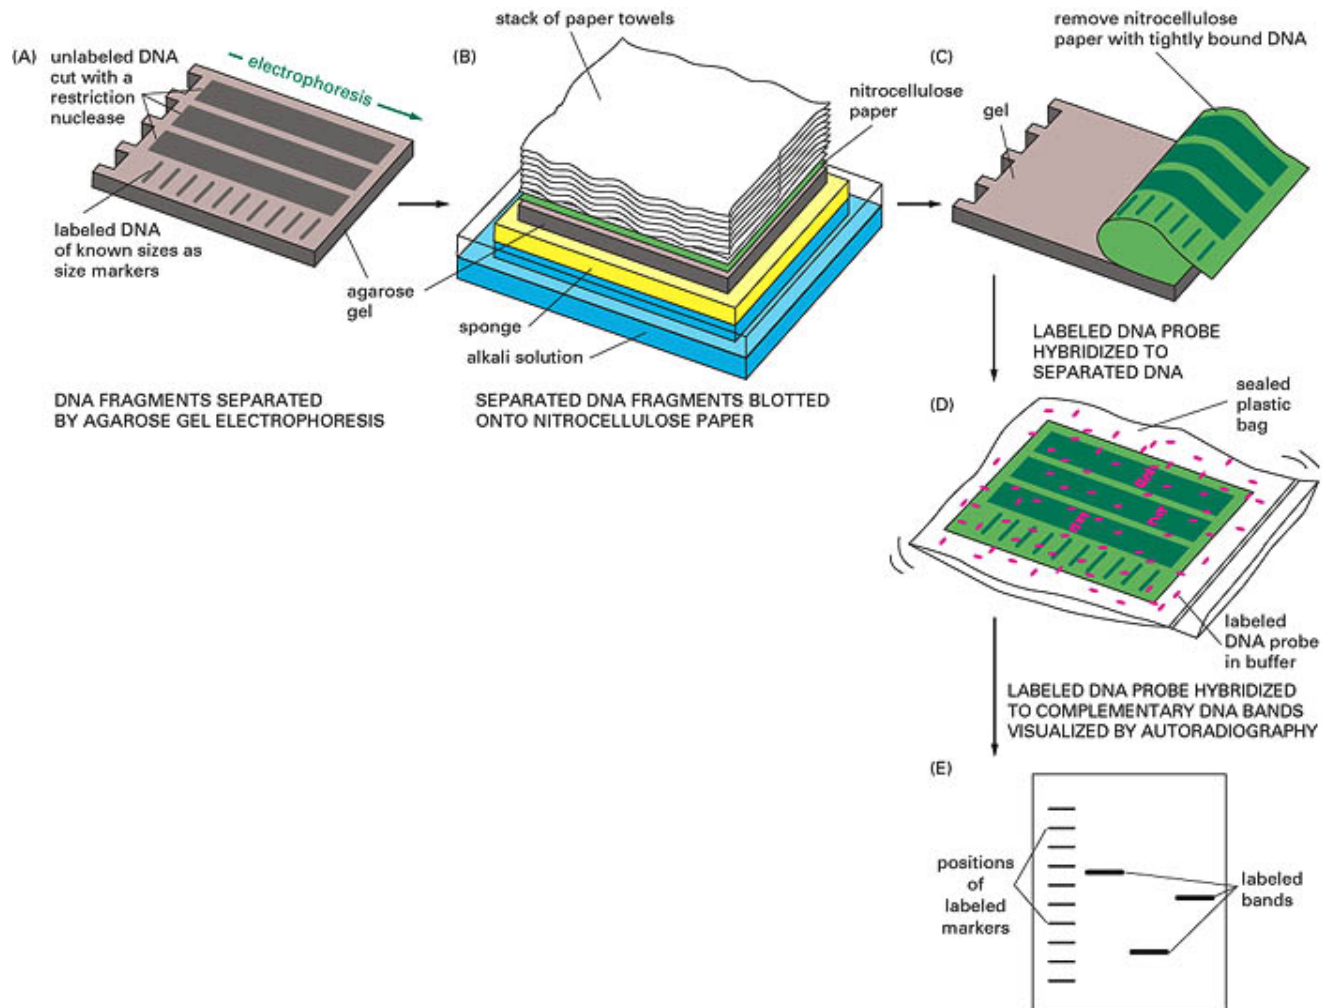 (A)
unlabeled DNA
cut with a
restriction
nuclease
electrophoresis
labeled DNA
of known sizes as
size markers
agarose
gel
DNA FRAGMENTS SEPARATED
BY AGAROSE GEL ELECTROPHORESIS
(B)
stack of paper towels
nitrocellulose
paper
sponge
alkali solution
SEPARATED DNA FRAGMENTS BLOTTED
ONTO NITROCELLULOSE PAPER
(C)
remove nitrocellulose
paper with tightly bound DNA
gel
LABELED DNA PROBE
HYBRIDIZED TO
SEPARATED DNA
(D)
sealed
plastic
bag
labeled
DNA probe
in buffer
LABELED DNA PROBE HYBRIDIZED
TO COMPLEMENTARY DNA BANDS
VISUALIZED BY AUTORADIOGRAPHY
(E)
positions
of
labeled
markers
labeled
bands